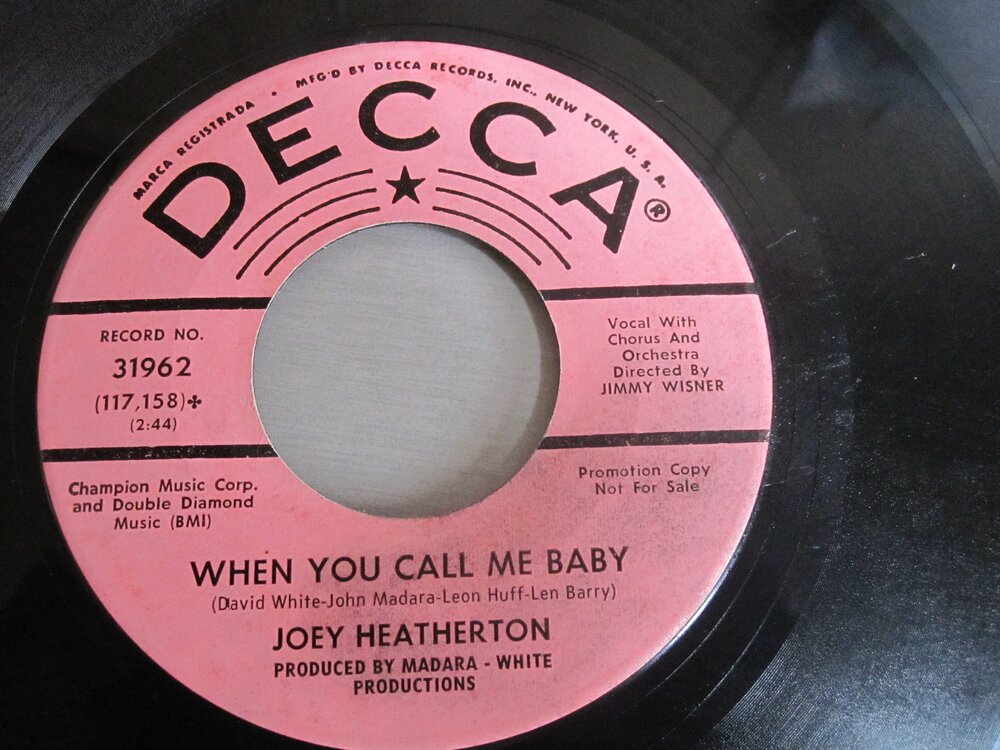 MARCA REGISTRADA • MFG'D BY DECCA RECORDS, INC., NEW YORK, U. S. A.
DECCA®
RECORD NO.
31962
(117,158)✤
(2:44)
Vocal With
Chorus And
Orchestra
Directed By
JIMMY WISNER
Champion Music Corp.
and Double Diamond
Music (BMI)
Promotion Copy
Not For Sale
WHEN YOU CALL ME BABY
(David White-John Madara-Leon Huff-Len Barry)
JOEY HEATHERTON
PRODUCED BY MADARA - WHITE
PRODUCTIONS